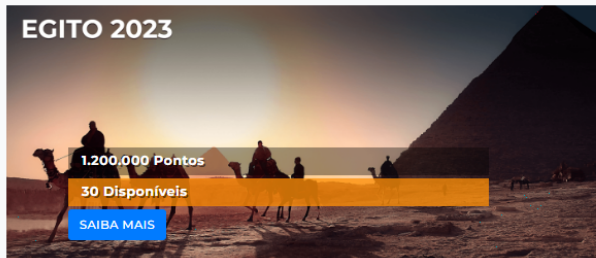 EGITO 2023
1.200.000 Pontos
30 Disponíveis
SAIBA MAIS